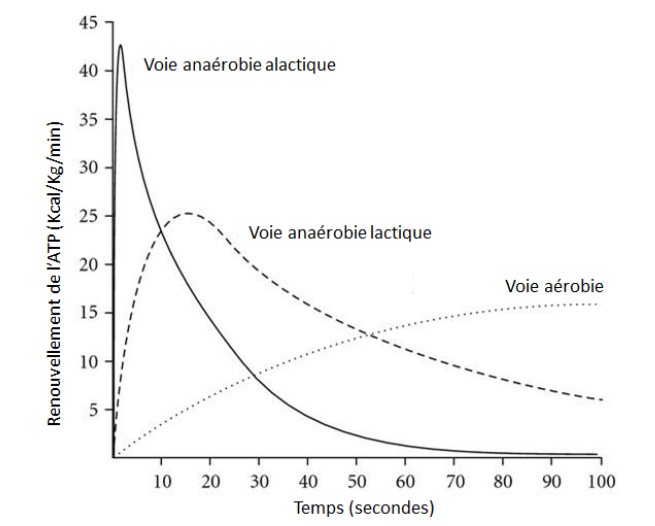 Renouvellement de l'ATP (Kcal/Kg/min)
45
40
35
30
25
20
15
10
5
Voie anaérobie alactique
Voie anaérobie lactique
Voie aérobie
10 20 30 40 50 60 70 80 90 100
Temps (secondes)